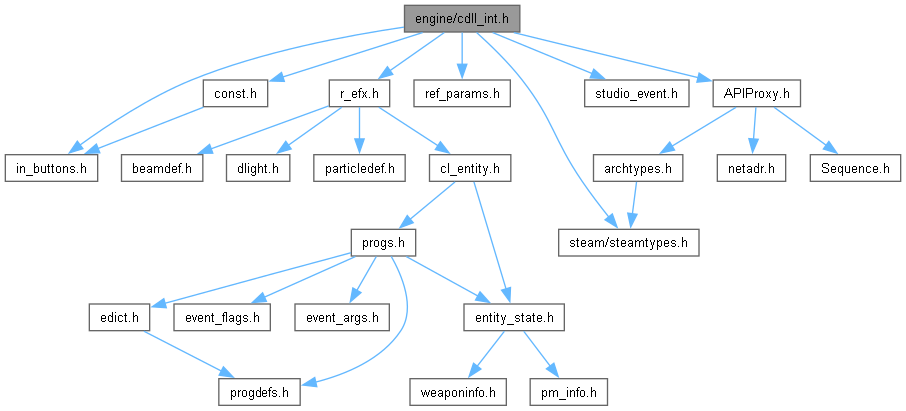 engine/cdll_int.h
const.h
r_efx.h
ref_params.h
studio_event.h
APIProxy.h
in_buttons.h
beamdef.h
dlight.h
particledef.h
cl_entity.h
archtypes.h
netadr.h
Sequence.h
progs.h
steam/steamtypes.h
edict.h
event_flags.h
event_args.h
entity_state.h
progdefs.h
weaponinfo.h
pm_info.h